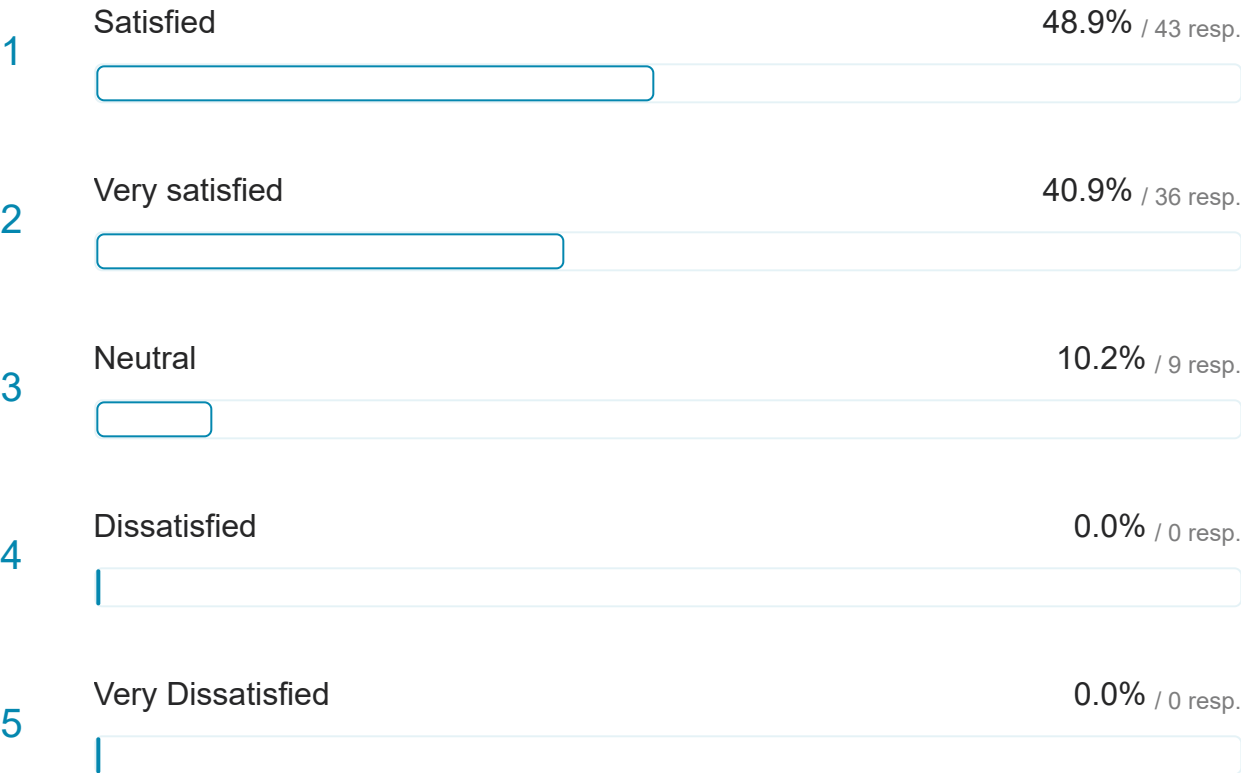 1 Satisfied 48.9% / 43 resp.
2 Very satisfied 40.9% / 36 resp.
3 Neutral 10.2% / 9 resp.
4 Dissatisfied 0.0% / 0 resp.
5 Very Dissatisfied 0.0% / 0 resp.